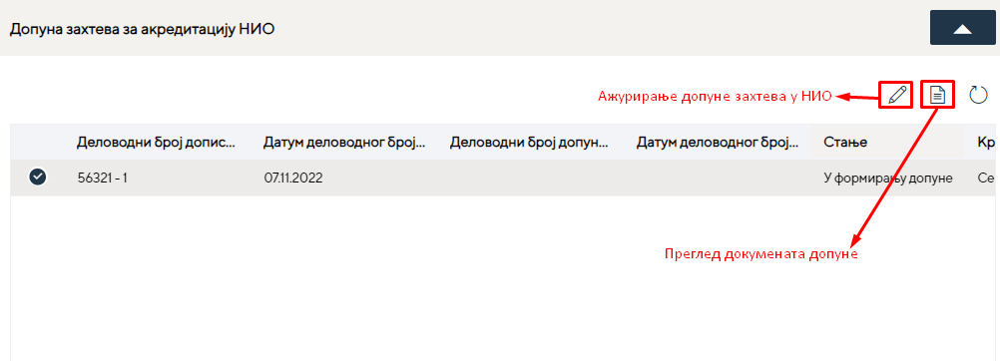 Допуна захтева за акредитацију НИО
Ажурирање допуне захтева у НИО
Деловодни број допис... Датум деловодног број... Деловодни број допун... Датум деловодног број... Стање Кр
56321 - 1 07.11.2022 У формирању допуне Се
Преглед докумената допуне